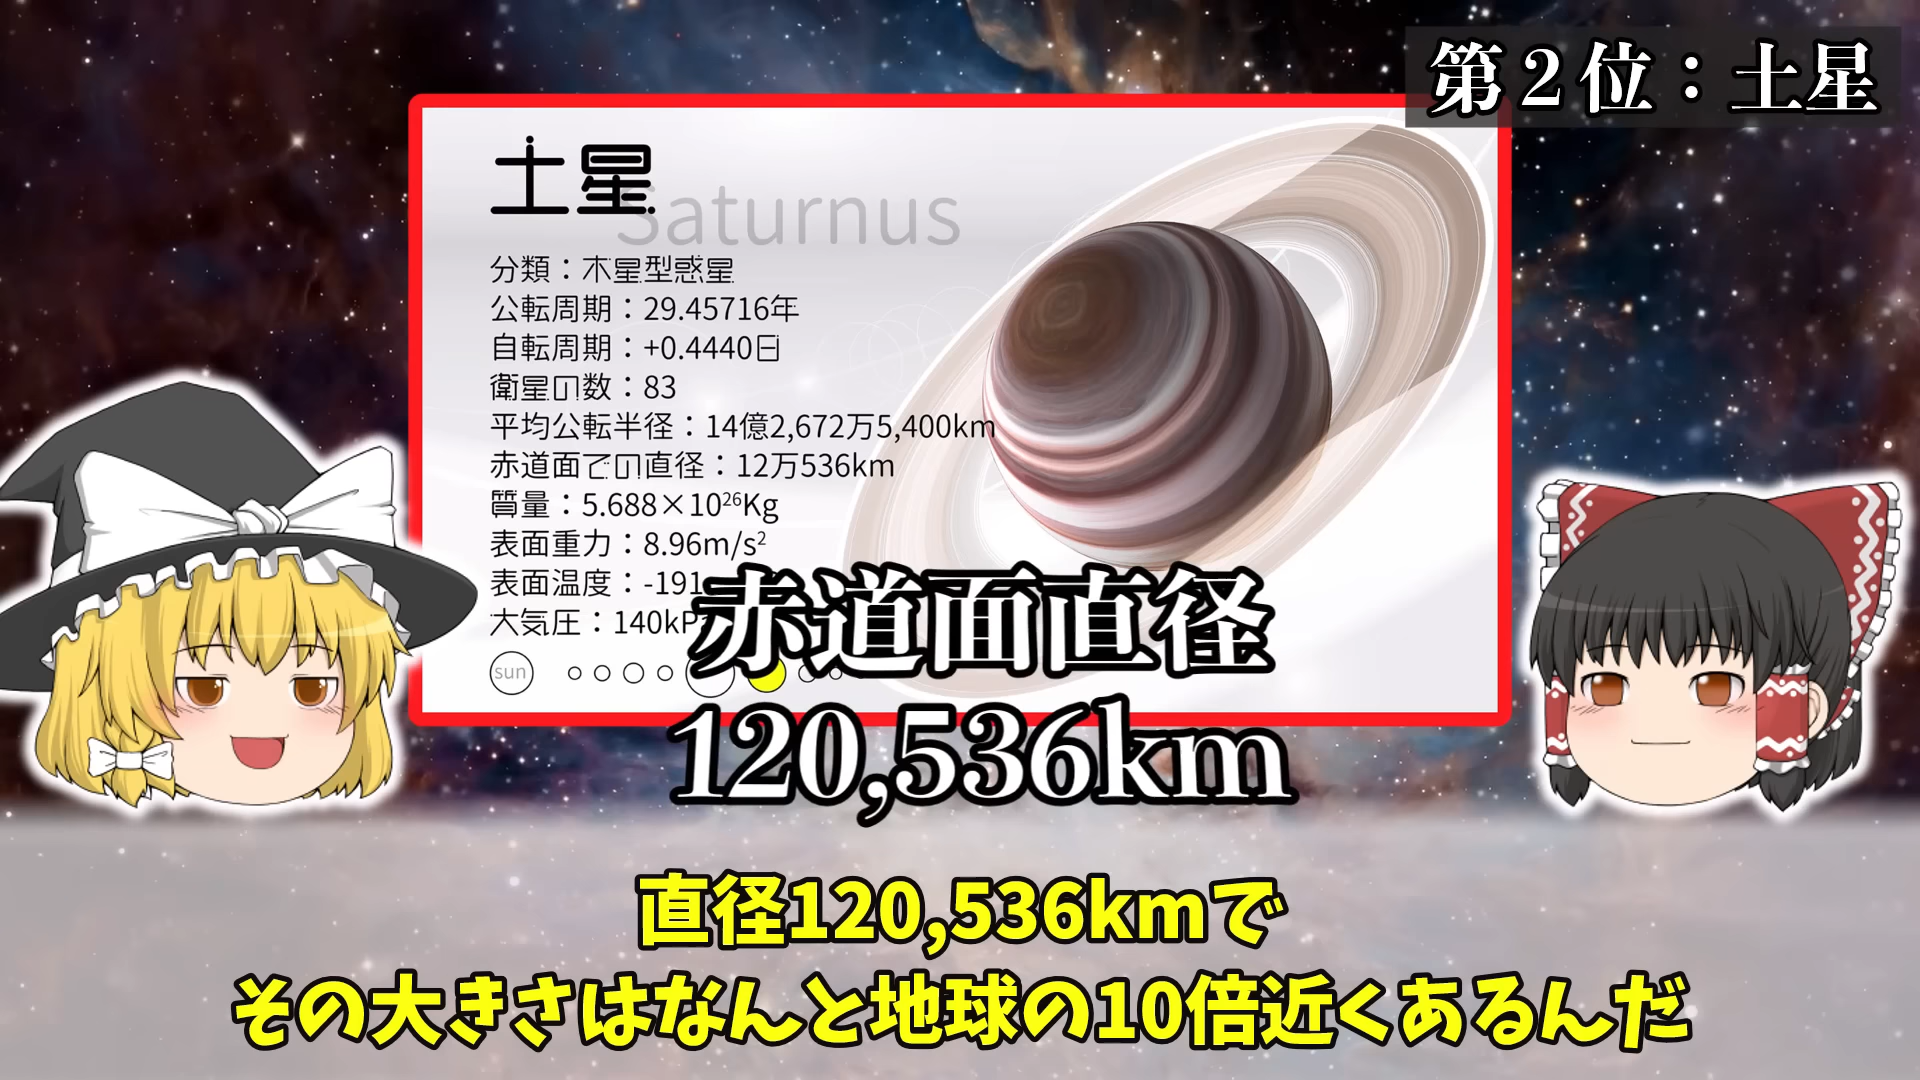 第２位：土星
土星
Saturnus
分類：木星型惑星
公転周期：29.45716年
自転周期：+0.4440日
衛星の数：83
平均公転半径：14億2,672万5,400km
赤道面での直径：12万536km
質量：5.688×10²⁶Kg
表面重力：8.96m/s²
表面温度：-191
大気圧：140kP
sun
赤道面直径
120,536km
直径120,536kmで
その大きさはなんと地球の10倍近くあるんだ